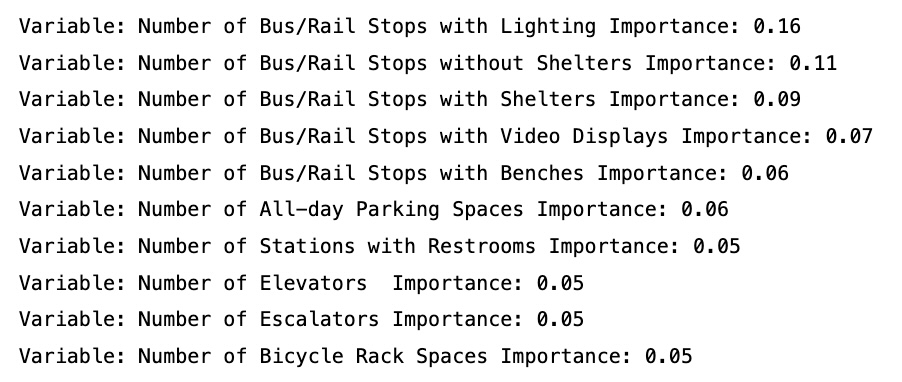 Variable: Number of Bus/Rail Stops with Lighting Importance: 0.16
Variable: Number of Bus/Rail Stops without Shelters Importance: 0.11
Variable: Number of Bus/Rail Stops with Shelters Importance: 0.09
Variable: Number of Bus/Rail Stops with Video Displays Importance: 0.07
Variable: Number of Bus/Rail Stops with Benches Importance: 0.06
Variable: Number of All-day Parking Spaces Importance: 0.06
Variable: Number of Stations with Restrooms Importance: 0.05
Variable: Number of Elevators  Importance: 0.05
Variable: Number of Escalators Importance: 0.05
Variable: Number of Bicycle Rack Spaces Importance: 0.05